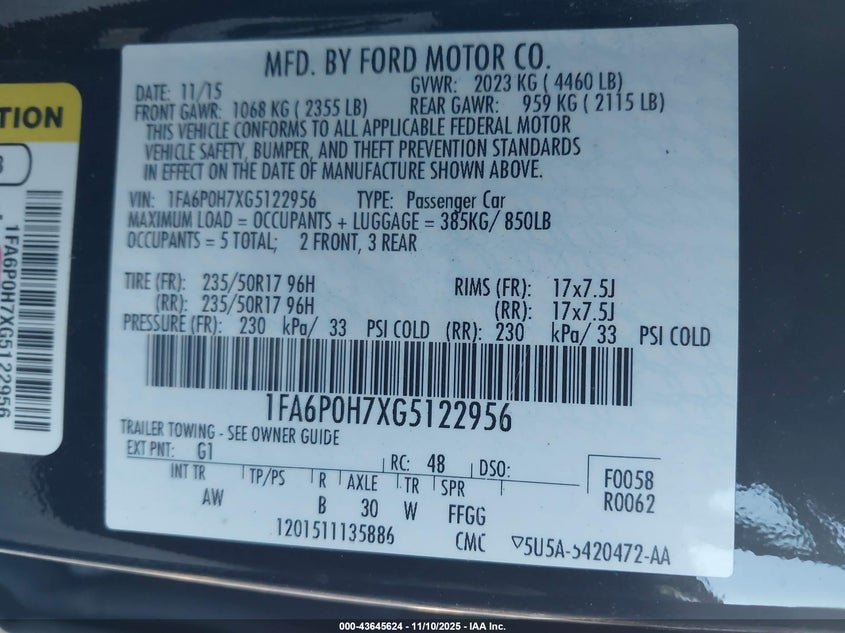 MFD. BY FORD MOTOR CO.
DATE: 11/15 GVWR: 2023 KG ( 4460 LB)
FRONT GAWR: 1068 KG ( 2355 LB) REAR GAWR: 959 KG ( 2115 LB)
THIS VEHICLE CONFORMS TO ALL APPLICABLE FEDERAL MOTOR
VEHICLE SAFETY, BUMPER, AND THEFT PREVENTION STANDARDS
IN EFFECT ON THE DATE OF MANUFACTURE SHOWN ABOVE.
VIN: 1FA6P0H7XG5122956 TYPE: Passenger Car
MAXIMUM LOAD = OCCUPANTS + LUGGAGE = 385KG/ 850LB
OCCUPANTS = 5 TOTAL; 2 FRONT, 3 REAR
TIRE (FR): 235/50R17 96H RIMS (FR): 17x7.5J
(RR): 235/50R17 96H (RR): 17x7.5J
PRESSURE (FR): 230 kPa/ 33 PSI COLD (RR): 230 kPa/ 33 PSI COLD
1FA6P0H7XG5122956
TRAILER TOWING - SEE OWNER GUIDE
EXT PNT: G1 RC: 48 DSO: F0058
INT TR TP/PS R AXLE TR SPR R0062
AW B 30 W FFGG
1201511135886 CMC ▽5U5A-5420472-AA
TION
1FA6P0H7XG5122956
000-43645624 - 11/10/2025 - IAA Inc.